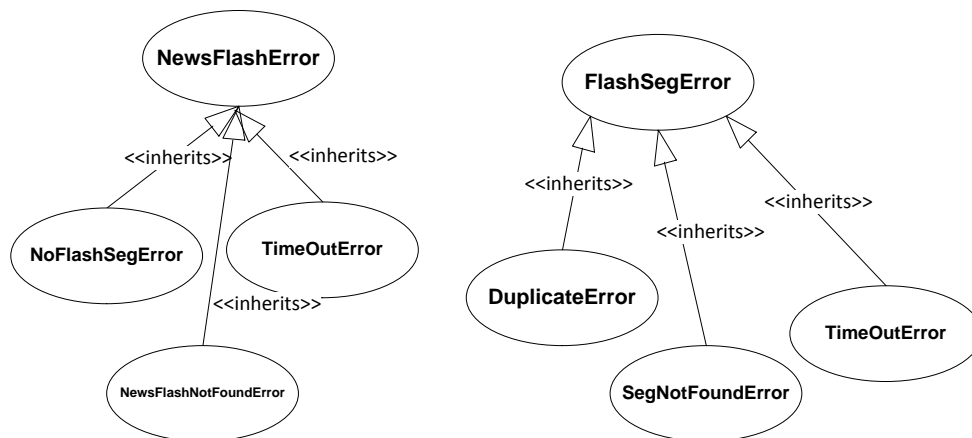 NewsFlashError
FlashSegError
<<inherits>>
<<inherits>>
<<inherits>>
<<inherits>>
<<inherits>>
NoFlashSegError
TimeOutError
<<inherits>>
DuplicateError
TimeOutError
NewsFlashNotFoundError
SegNotFoundError